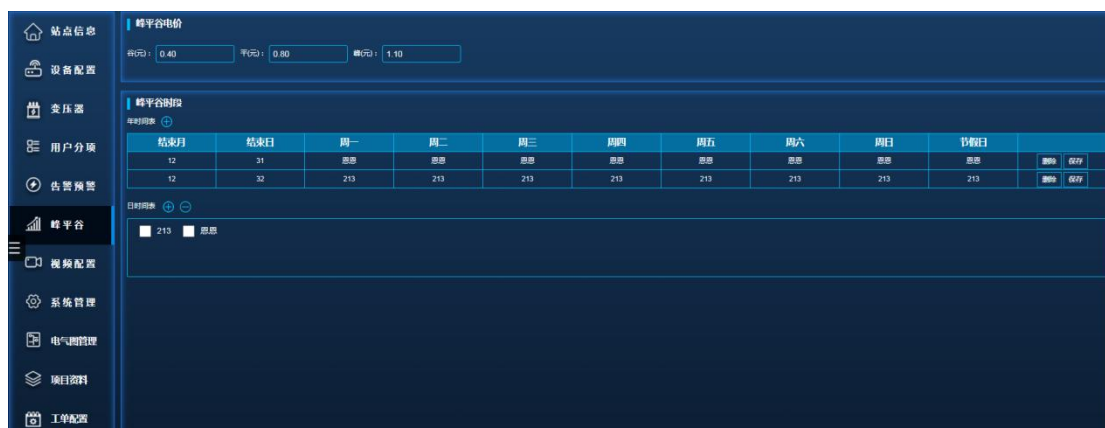 站点信息
设备配置
变压器
用户分项
告警预警
峰平谷
视频配置
系统管理
电气图管理
项目资料
工单配置
峰平谷电价
谷(元): 0.40 平(元): 0.80 峰(元): 1.10
峰平谷时段
年时间表
结束月 结束日 周一 周二 周三 周四 周五 周六 周日 节假日
12 31 恩恩 恩恩 恩恩 恩恩 恩恩 恩恩 恩恩 恩恩 删除 保存
12 32 213 213 213 213 213 213 213 213 删除 保存
日时间表
213 恩恩